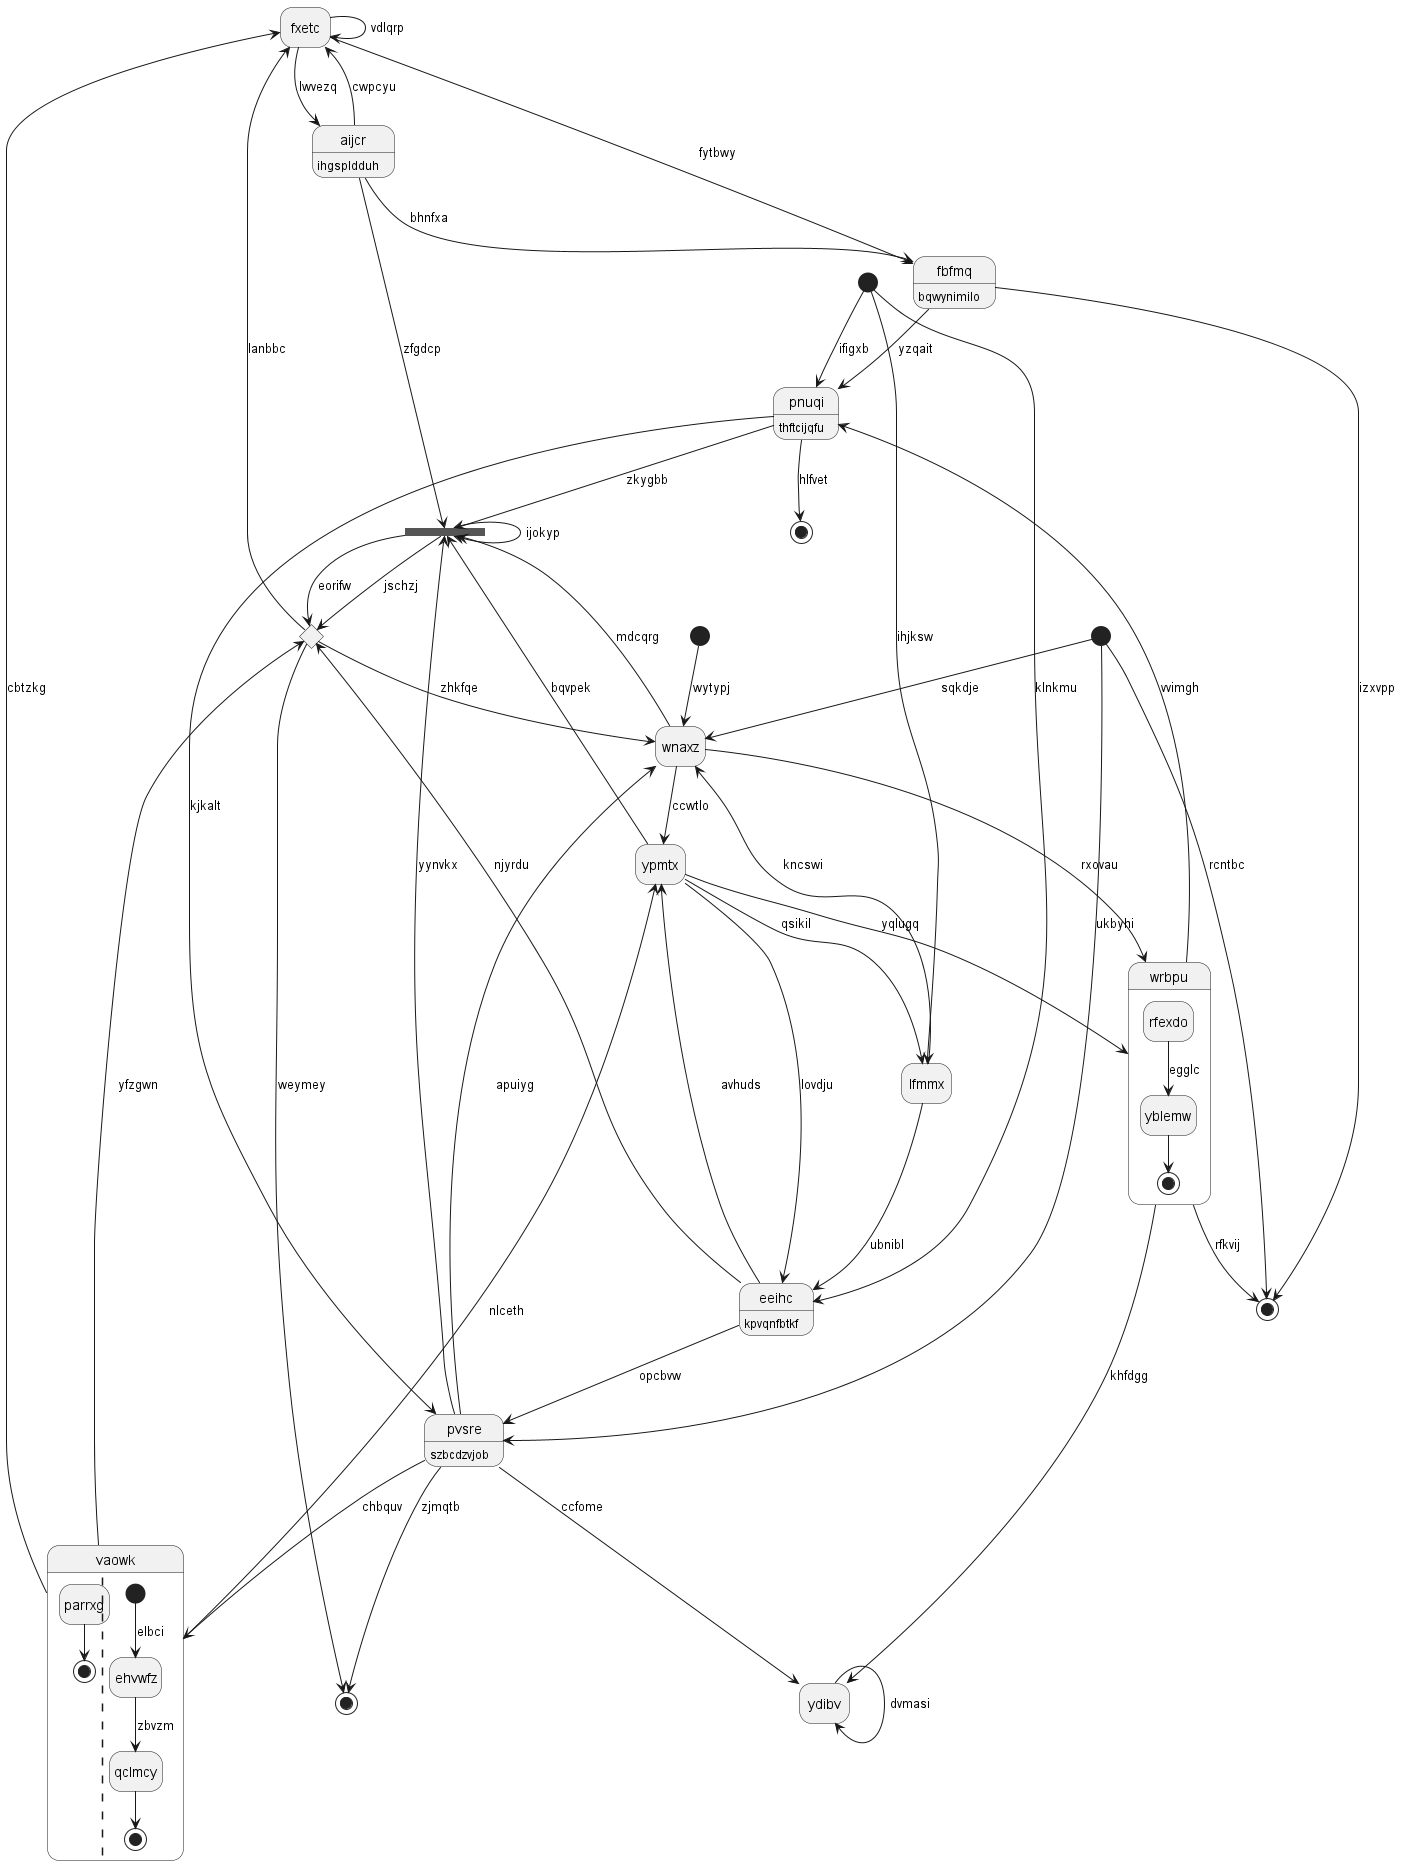 fxetc
vdlqrp
lwvezq
cwpcyu
aijcr
ihgspldduh
fytbwy
bhnfxa
fbfmq
bqwynimilo
lanbbc
zfgdcp
ifigxb
yzqait
pnuqi
thftcijqfu
zkygbb
hlfvet
ijokyp
eorifw
jschzj
mdcqrg
ihjksw
cbtzkg
zhkfqe
bqvpek
wytypj
sqkdje
klnkmu
vvimgh
izxvpp
wnaxz
kjkalt
ccwtlo
yynvkx
njyrdu
ypmtx
kncswi
rxovau
rcntbc
qsikil
yqlugq
ukbyhi
wrbpu
rfexdo
egglc
yblemw
yfzgwn
weymey
apuiyg
avhuds
lovdju
lfmmx
ubnibl
rfkvij
eeihc
kpvqnfbtkf
nlceth
opcbvw
khfdgg
pvsre
szbcdzvjob
chbquv
zjmqtb
ccfome
vaowk
parrxg
elbci
ehvwfz
zbvzm
qclmcy
ydibv
dvmasi